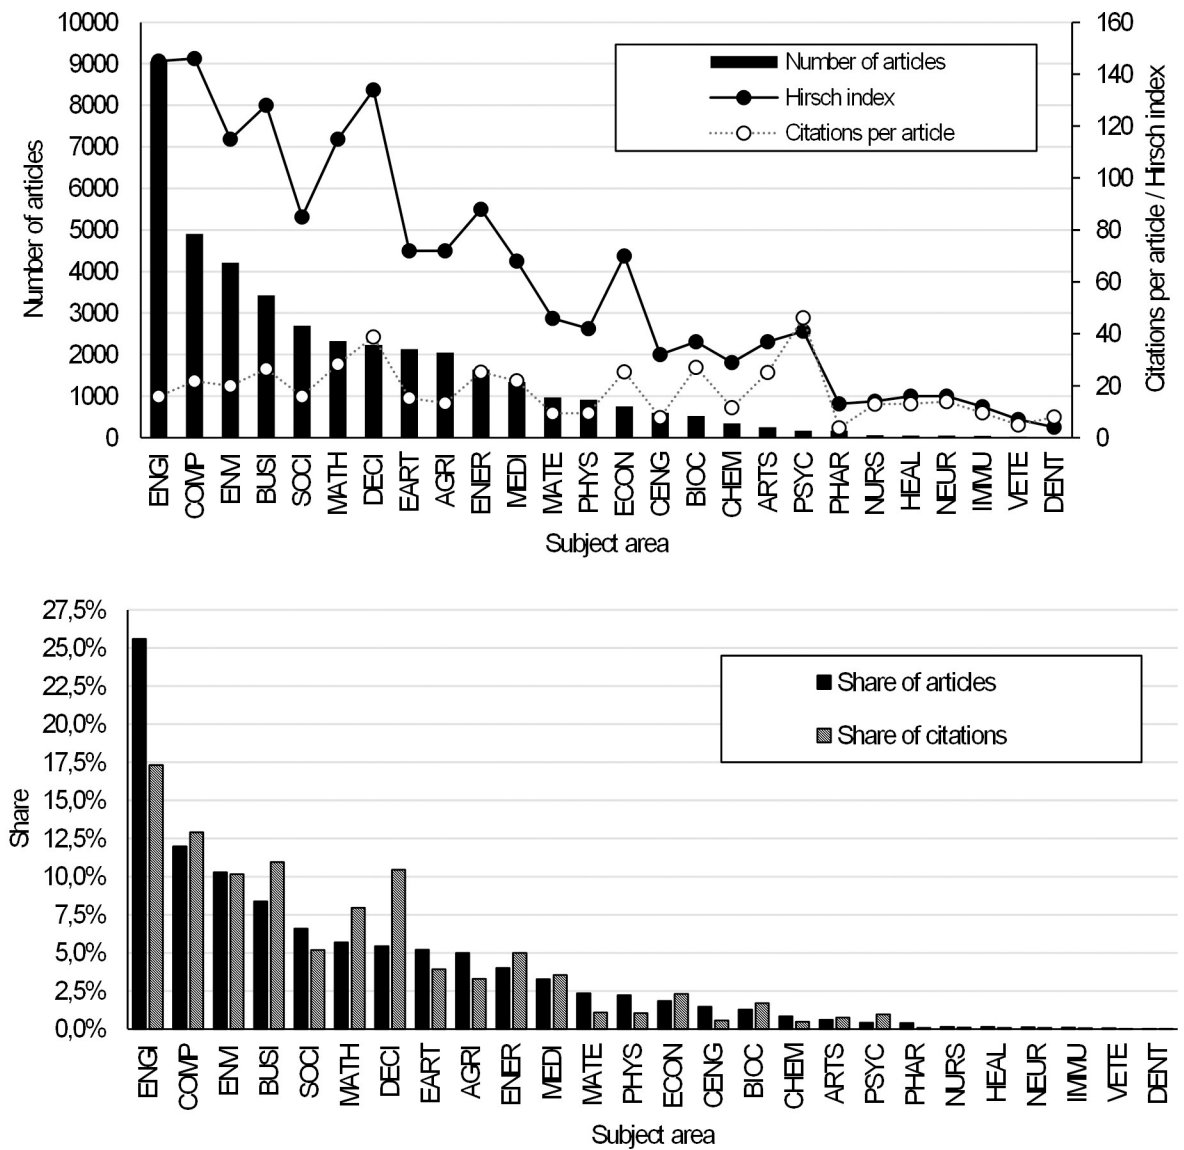 Number of articles
10000
9000
8000
7000
6000
5000
4000
3000
2000
1000
0
Number of articles
Hirsch index
Citations per article
160
140
120
100
80
60
40
20
0
Citations per article / Hirsch index
ENGI
COMP
ENVI
BUSI
SOCI
MATH
DECI
EART
AGRI
ENER
MEDI
MATE
PHYS
ECON
CENG
BIOC
CHEM
ARTS
PSYC
PHAR
NURS
HEAL
NEUR
IMMU
VETE
DENT
Subject area
Share
27,5%
25,0%
22,5%
20,0%
17,5%
15,0%
12,5%
10,0%
7,5%
5,0%
2,5%
0,0%
Share of articles
Share of citations
ENGI
COMP
ENVI
BUSI
SOCI
MATH
DECI
EART
AGRI
ENER
MEDI
MATE
PHYS
ECON
CENG
BIOC
CHEMI
ARTS
PSYC
PHAR
NURS
HEAL
NEUR
IMMU
VETE
DENT
Subject area